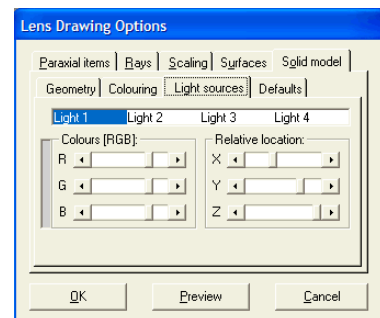 Lens Drawing Options
Paraxial items Rays Scaling Surfaces Solid model
Geometry Colouring Light sources Defaults
Light 1 Light 2 Light 3 Light 4
Colours [RGB]: Relative location:
R X
G Y
B Z
OK Preview Cancel